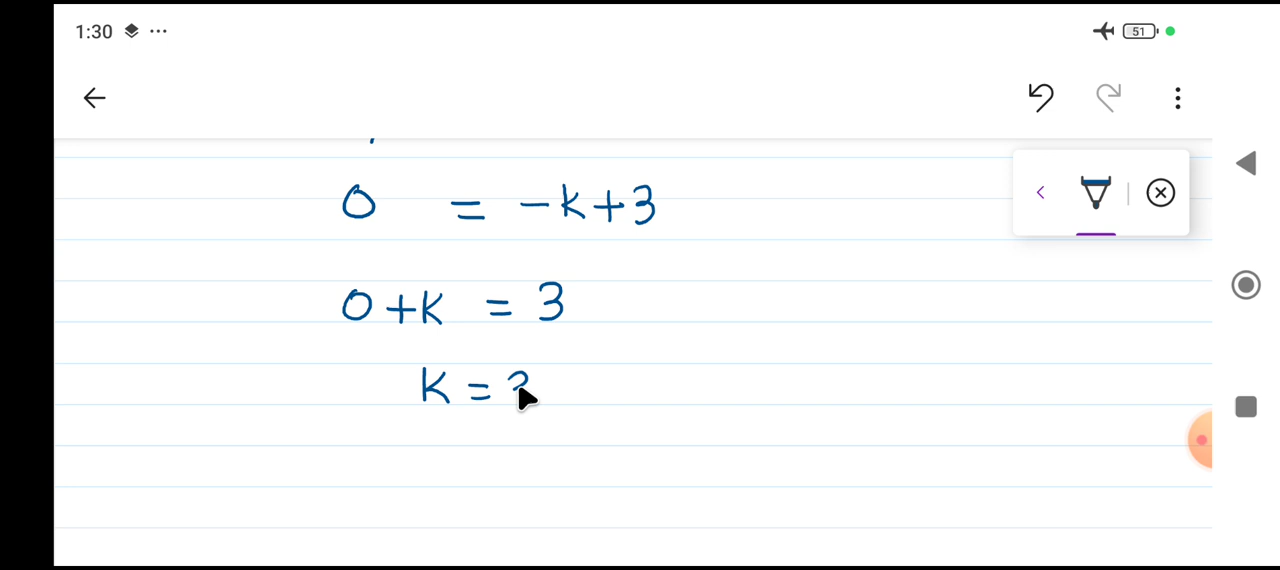 1:30 ...
51
0 = -k+3
0+k = 3
k = 3